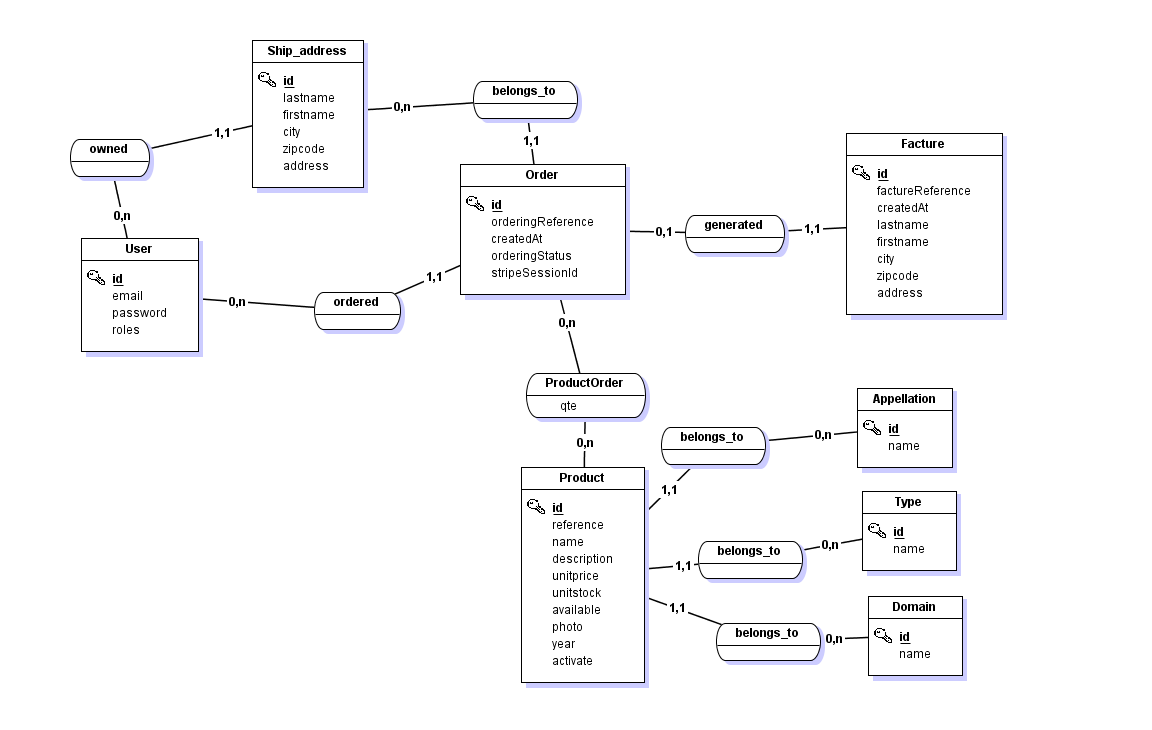 Ship_address
id
lastname
firstname
city
zipcode
address
0,n
belongs_to
1,1
1,1
owned
0,n
User
id
email
password
roles
0,n
ordered
1,1
Order
id
orderingReference
createdAt
orderingStatus
stripeSessionId
0,1
generated
1,1
Facture
id
factureReference
createdAt
lastname
firstname
city
zipcode
address
0,n
ProductOrder
qte
0,n
Product
id
reference
name
description
unitprice
unitstock
available
photo
year
activate
1,1
belongs_to
0,n
Appellation
id
name
1,1
belongs_to
0,n
Type
id
name
1,1
belongs_to
0,n
Domain
id
name